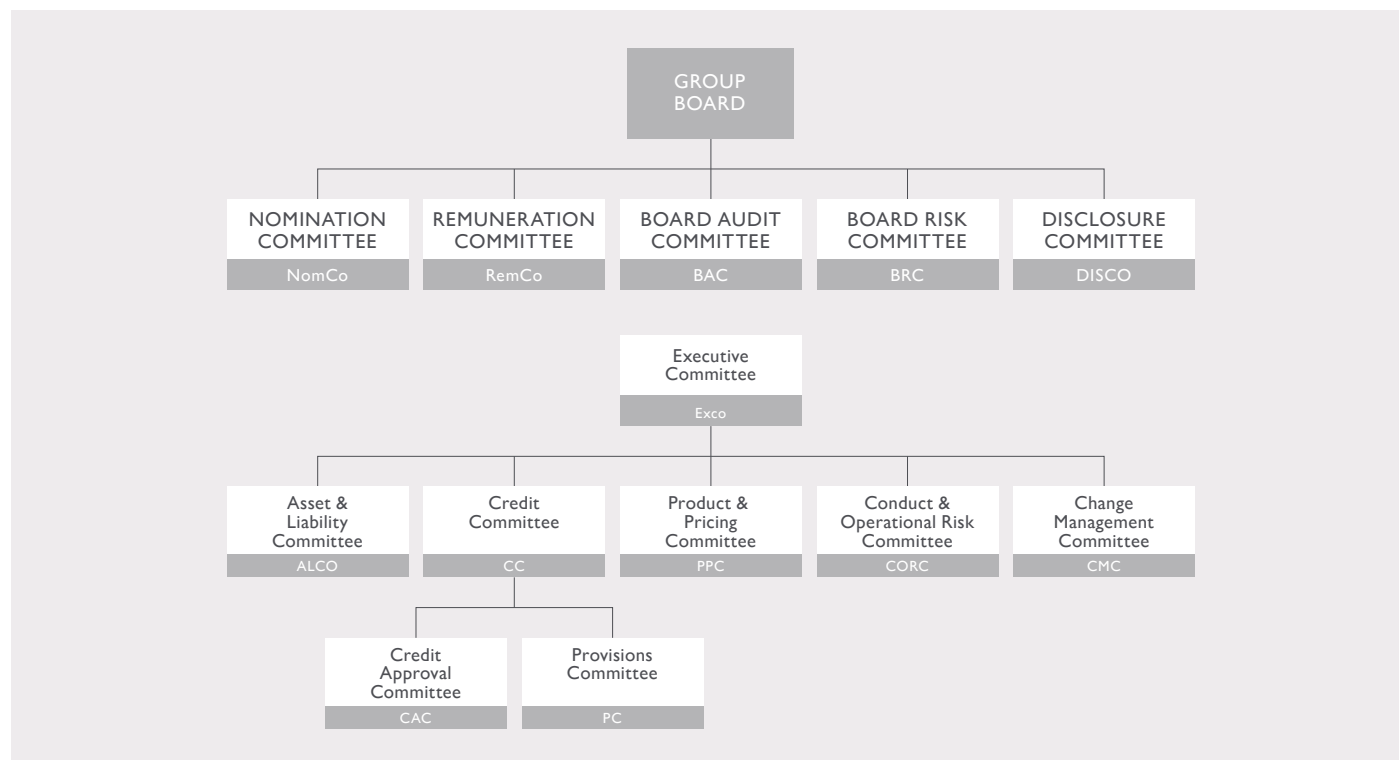 GROUP
BOARD
NOMINATION
COMMITTEE
NomCo
REMUNERATION
COMMITTEE
RemCo
BOARD AUDIT
COMMITTEE
BAC
BOARD RISK
COMMITTEE
BRC
DISCLOSURE
COMMITTEE
DISCO
Executive
Committee
Exco
Asset &
Liability
Committee
ALCO
Credit
Committee
CC
Product &
Pricing
Committee
PPC
Conduct &
Operational Risk
Committee
CORC
Change
Management
Committee
CMC
Credit
Approval
Committee
CAC
Provisions
Committee
PC